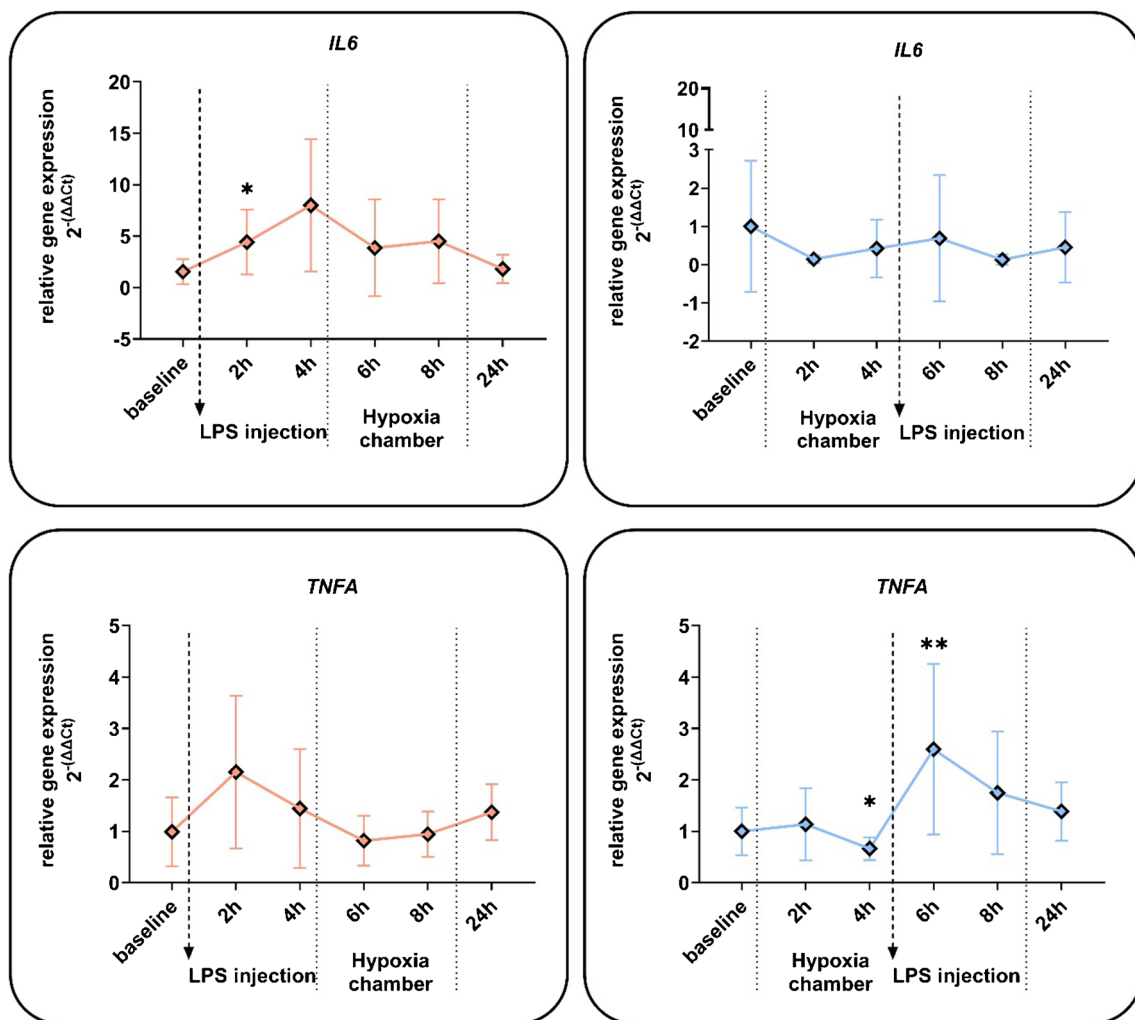 IL6
relative gene expression
2-(ΔΔCt)
20
15
10
5
0
-5
*
baseline
2h
4h
6h
8h
24h
LPS injection
Hypoxia
chamber
IL6
relative gene expression
2-(ΔΔCt)
20
10
3
2
1
0
-1
-2
baseline
2h
4h
6h
8h
24h
Hypoxia
chamber
LPS injection
TNFA
relative gene expression
2-(ΔΔCt)
5
4
3
2
1
0
baseline
2h
4h
6h
8h
24h
LPS injection
Hypoxia
chamber
TNFA
relative gene expression
2-(ΔΔCt)
5
4
3
2
1
0
*
**
baseline
2h
4h
6h
8h
24h
Hypoxia
chamber
LPS injection